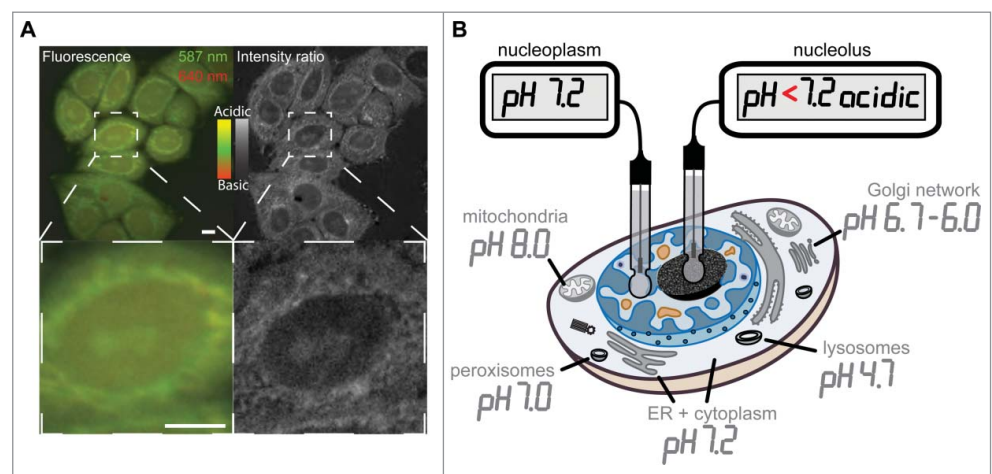 A
Fluorescence
587 nm
640 nm
Intensity ratio
Acidic
Basic
B
nucleoplasm
pH 7.2
nucleolus
pH < 7.2 acidic
Golgi network
pH 6.7-6.0
mitochondria
pH 8.0
lysosomes
pH 4.7
peroxisomes
pH 7.0
ER + cytoplasm
pH 7.2